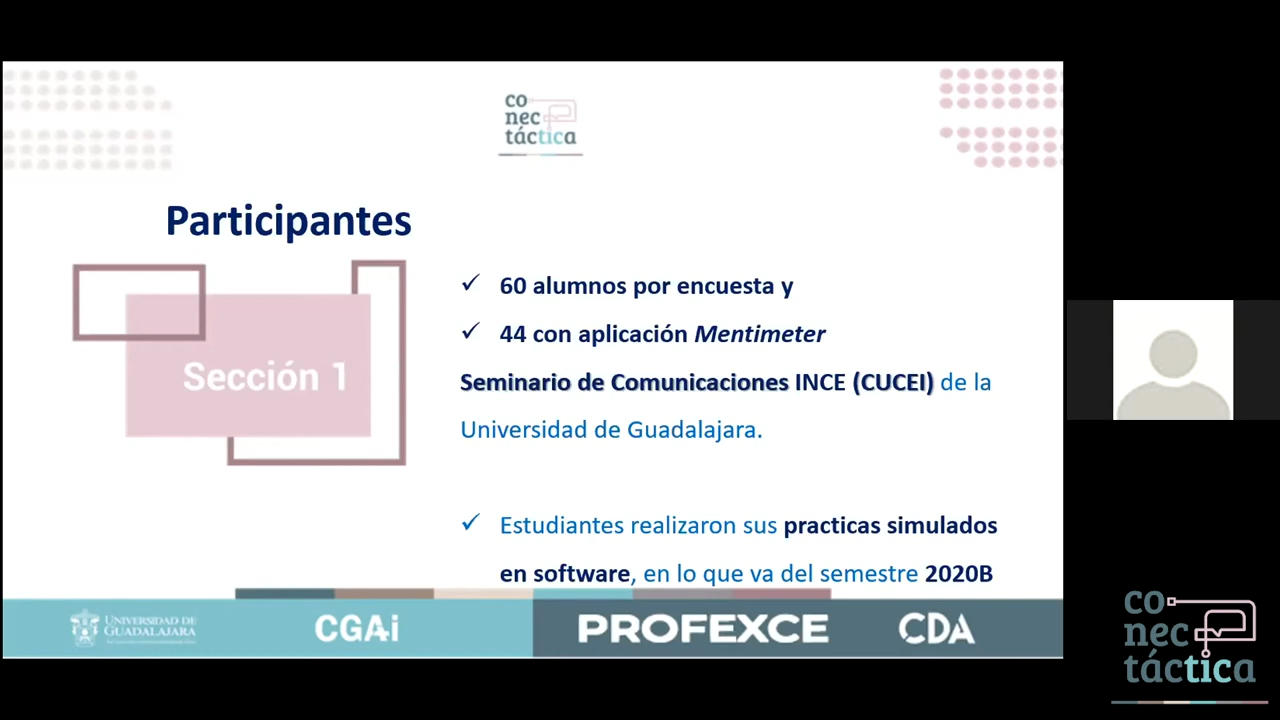 co
nec
táctica
Participantes
Sección 1
✓ 60 alumnos por encuesta y
✓ 44 con aplicación Mentimeter
Seminario de Comunicaciones INCE (CUCEI) de la
Universidad de Guadalajara.
✓ Estudiantes realizaron sus practicas simulados
en software, en lo que va del semestre 2020B
UNIVERSIDAD DE
GUADALAJARA
CGAi
PROFEXCE
CDA
co
nec
táctica